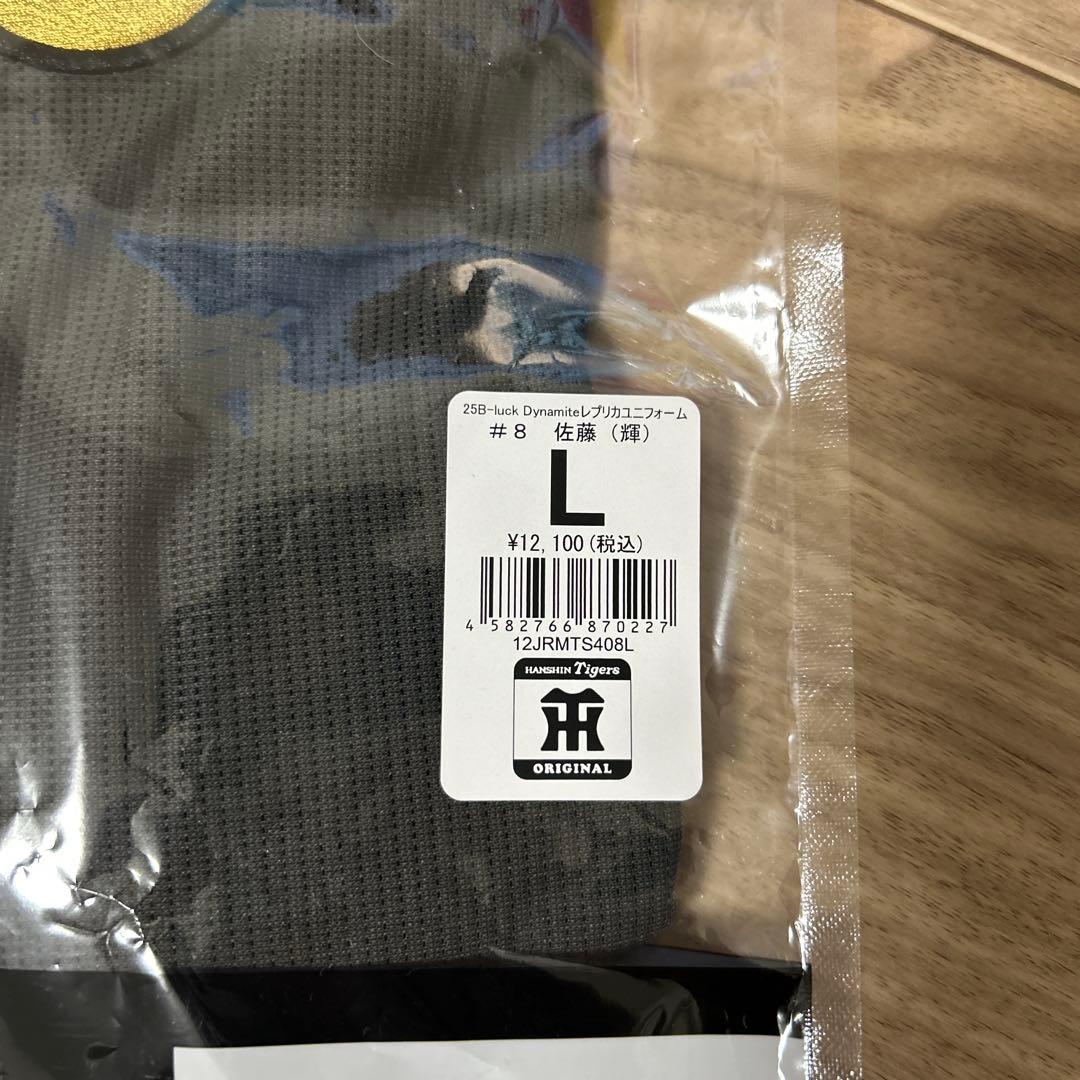 25B-luck Dynamiteレプリカユニフォーム
＃８　佐藤（輝）
L
¥12,100(税込)
4 582766 870227
12JRMTS408L
HANSHIN Tigers
TH
ORIGINAL